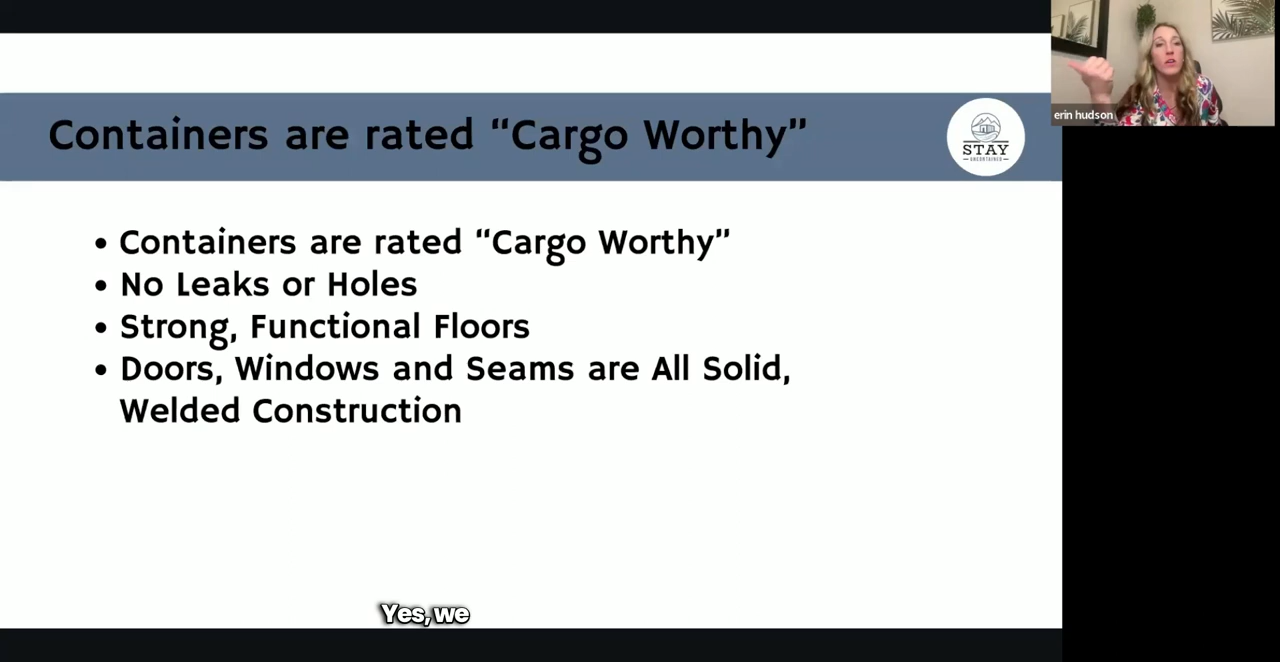 Containers are rated “Cargo Worthy”
STAY
UNCONTAINED
erin hudson
• Containers are rated “Cargo Worthy”
• No Leaks or Holes
• Strong, Functional Floors
• Doors, Windows and Seams are All Solid,
Welded Construction
Yes, we